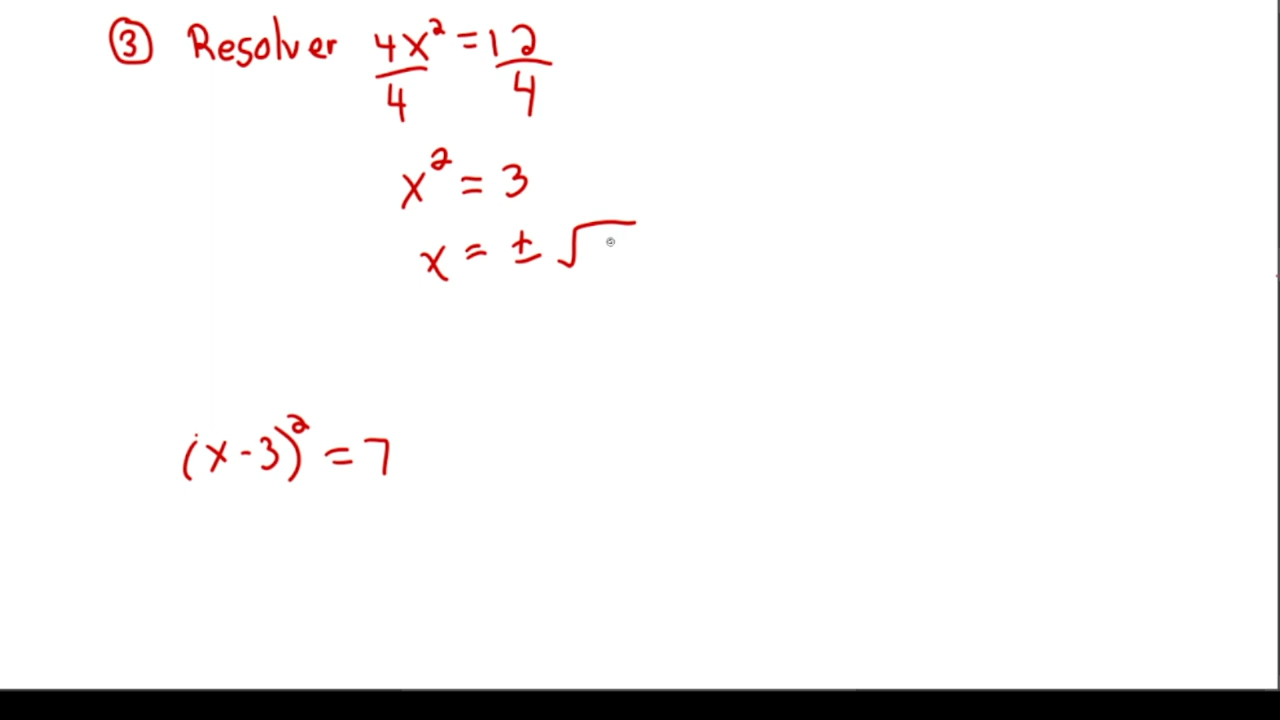 ③ Resolver 4x² = 12
4 4
x² = 3
x = ± √
(x - 3)² = 7